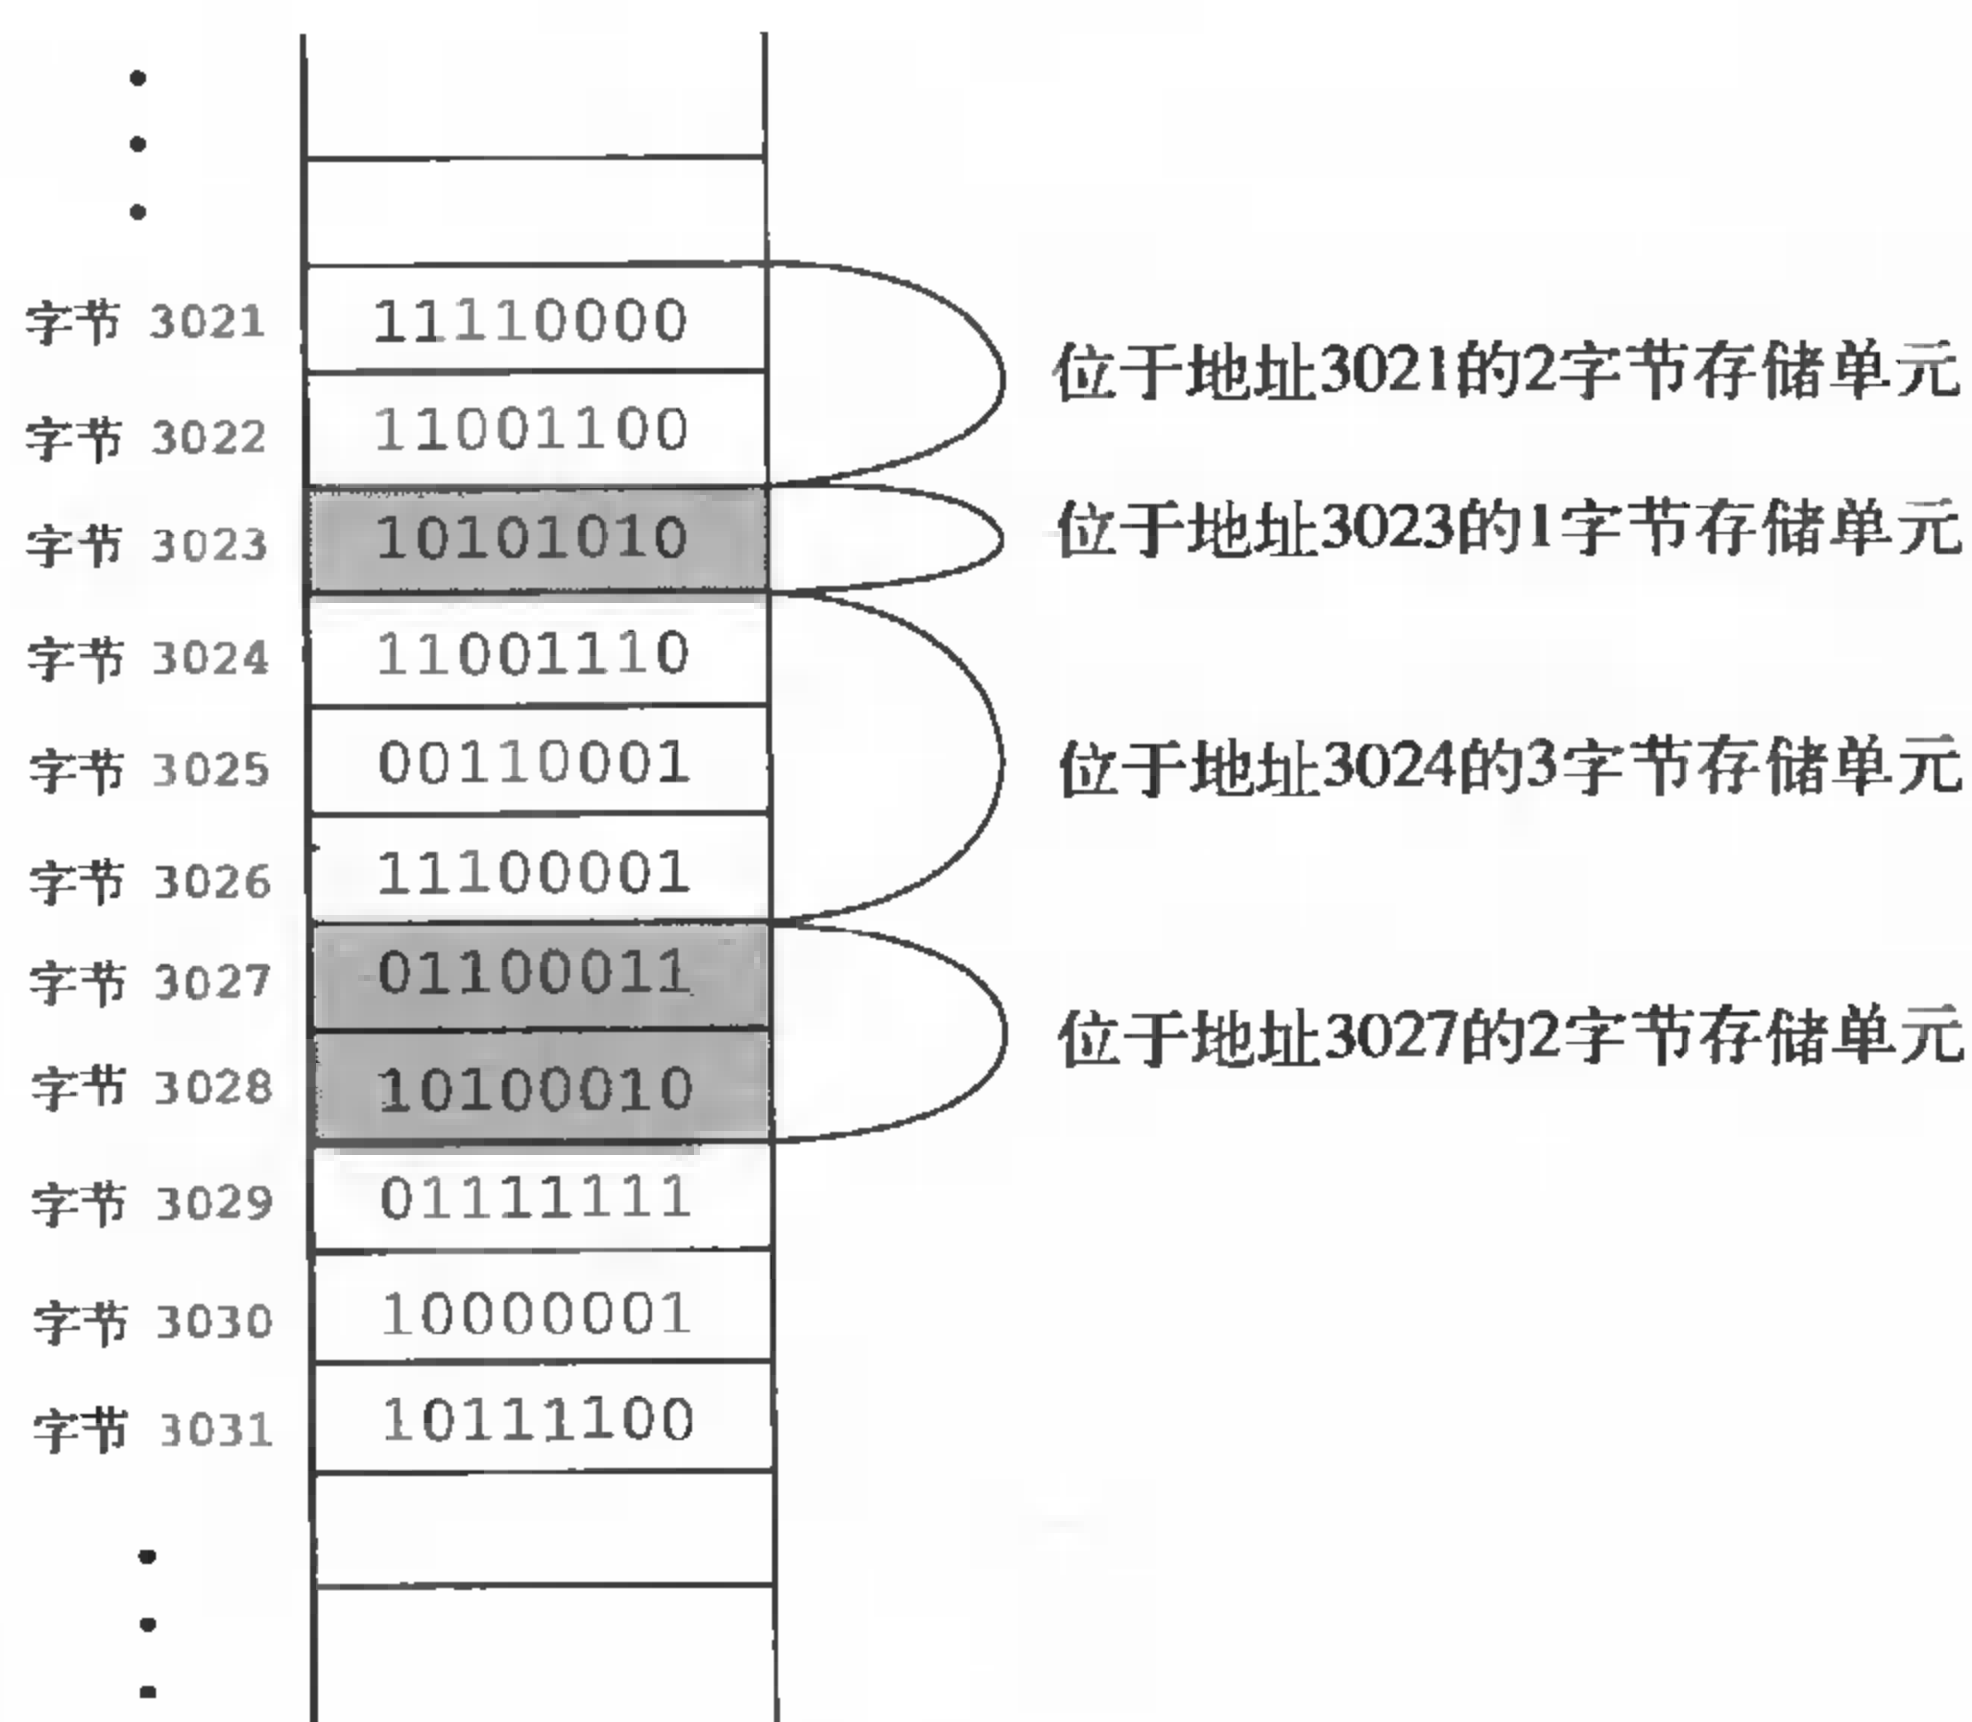 字节 3021 11110000
位于地址3021的2字节存储单元
字节 3022 11001100
字节 3023 10101010 位于地址3023的1字节存储单元
字节 3024 11001110
字节 3025 00110001 位于地址3024的3字节存储单元
字节 3026 11100001
字节 3027 01100011
位于地址3027的2字节存储单元
字节 3028 10100010
字节 3029 01111111
字节 3030 10000001
字节 3031 10111100